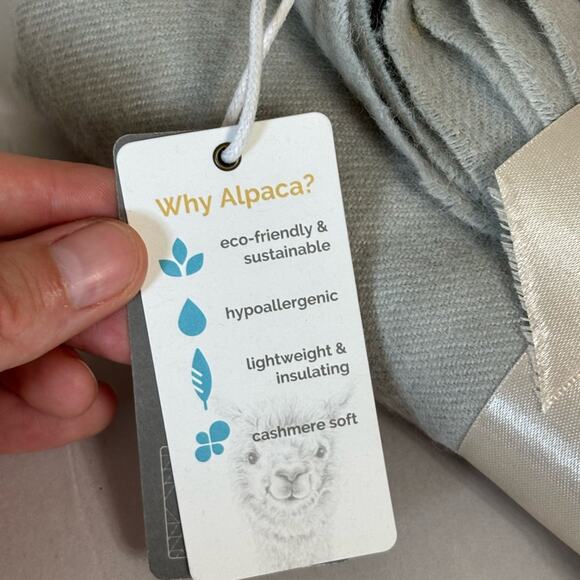 Why Alpaca?
eco-friendly &
sustainable
hypoallergenic
lightweight &
insulating
cashmere soft